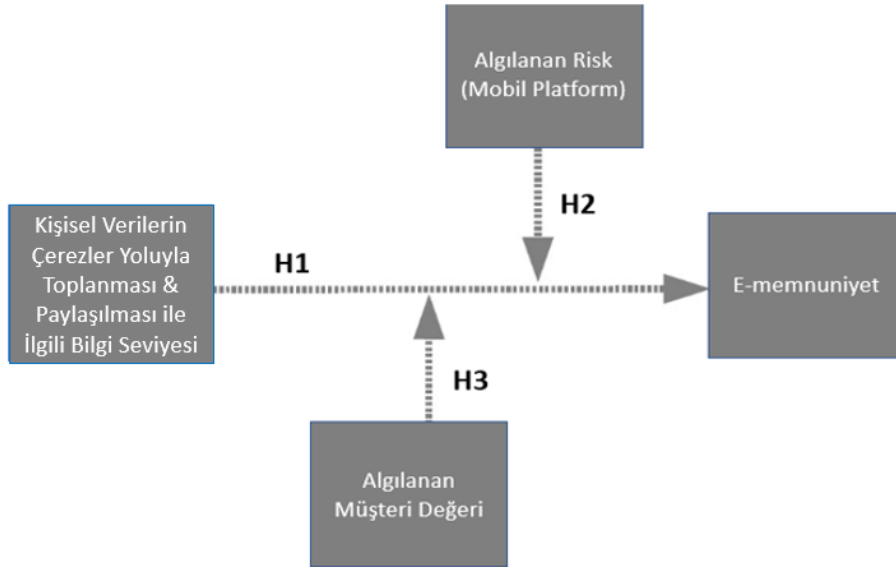 Algılanan Risk
(Mobil Platform)
H2
Kişisel Verilerin
Çerezler Yoluyla
Toplanması &
Paylaşılması ile
İlgili Bilgi Seviyesi
H1
E-memnuniyet
H3
Algılanan
Müşteri Değeri